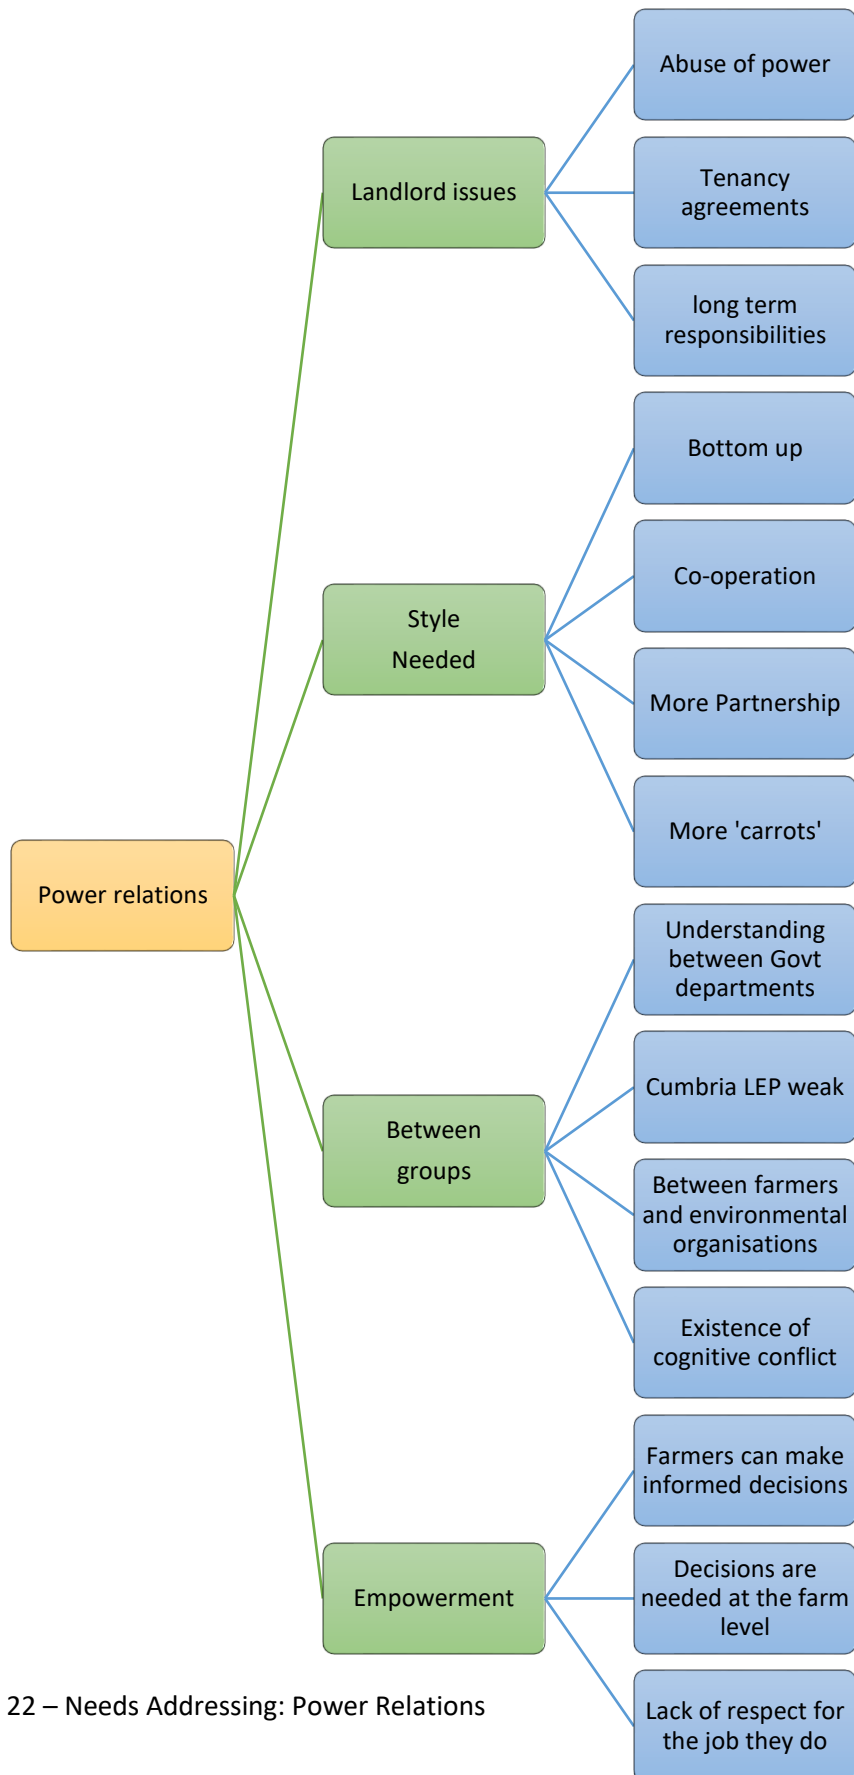 Power relations
Landlord issues
Abuse of power
Tenancy
agreements
long term
responsibilities
Style
Needed
Bottom up
Co-operation
More Partnership
More 'carrots'
Between
groups
Understanding
between Govt
departments
Cumbria LEP weak
Between farmers
and environmental
organisations
Existence of
cognitive conflict
Empowerment
Farmers can make
informed decisions
Decisions are
needed at the farm
level
Lack of respect for
the job they do
22 – Needs Addressing: Power Relations